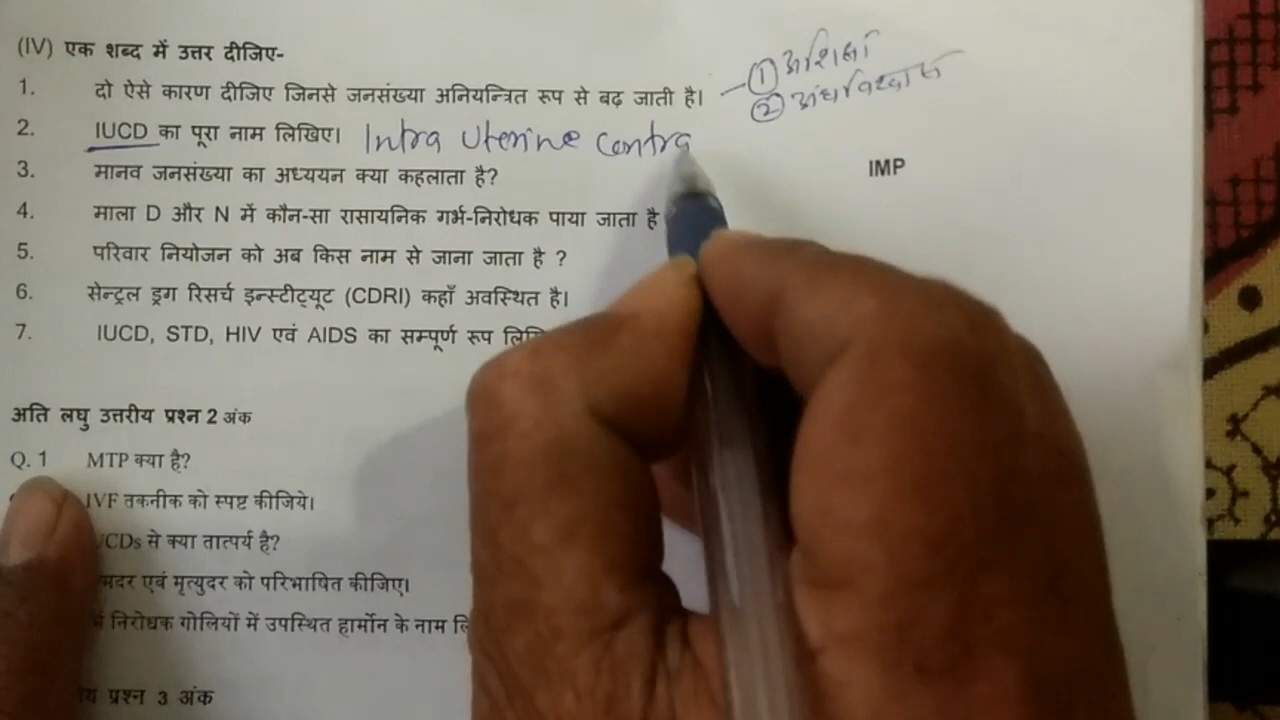 (IV) एक शब्द में उत्तर दीजिए-
1. दो ऐसे कारण दीजिए जिनसे जनसंख्या अनियन्त्रित रूप से बढ़ जाती है। - ① अशिक्षा
② अंधविश्वास
2. IUCD का पूरा नाम लिखिए। Intra Uterine Contra
3. मानव जनसंख्या का अध्ययन क्या कहलाता है?
IMP
4. माला D और N में कौन-सा रासायनिक गर्भ-निरोधक पाया जाता है
5. परिवार नियोजन को अब किस नाम से जाना जाता है ?
6. सेन्ट्रल ड्रग रिसर्च इन्स्टीट्यूट (CDRI) कहाँ अवस्थित है।
7. IUCD, STD, HIV एवं AIDS का सम्पूर्ण रूप
अति लघु उत्तरीय प्रश्न 2 अंक
Q. 1 MTP क्या है?
IVF तकनीक को स्पष्ट कीजिये।
से क्या तात्पर्य है?
एवं मृत्युदर को परिभाषित कीजिए।
निरोधक गोलियों में उपस्थित हार्मोन के नाम
प्रश्न 3 अंक